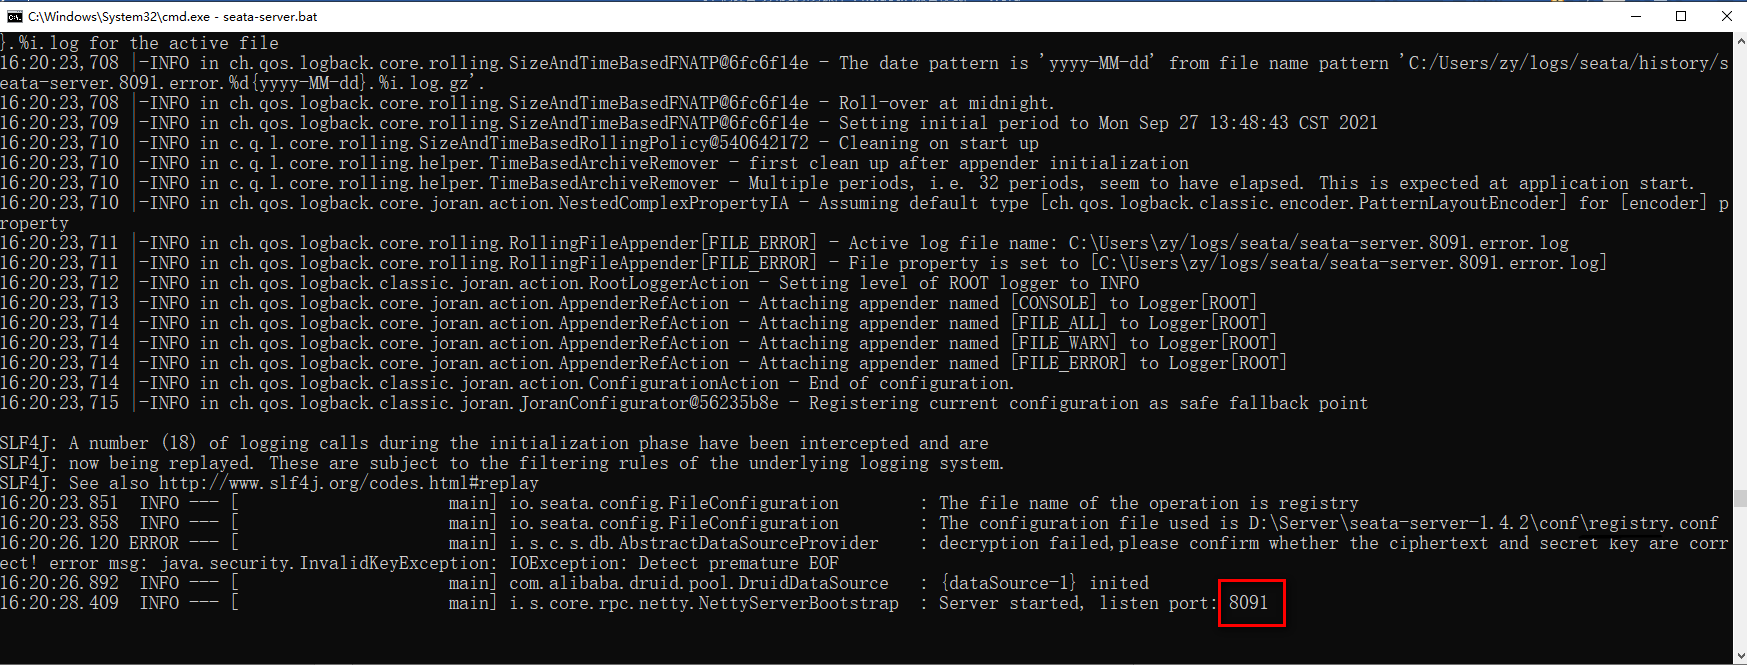 C:\Windows\System32\cmd.exe - seata-server.bat
}.%i.log for the active file
16:20:23,708 |-INFO in ch.qos.logback.core.rolling.SizeAndTimeBasedFNATP@6fc6f14e - The date pattern is 'yyyy-MM-dd' from file name pattern 'C:/Users/zy/logs/seata/history/s
eata-server.8091.error.%d{yyyy-MM-dd}.%i.log.gz'.
16:20:23,708 |-INFO in ch.qos.logback.core.rolling.SizeAndTimeBasedFNATP@6fc6f14e - Roll-over at midnight.
16:20:23,709 |-INFO in ch.qos.logback.core.rolling.SizeAndTimeBasedFNATP@6fc6f14e - Setting initial period to Mon Sep 27 13:48:43 CST 2021
16:20:23,710 |-INFO in c.q.l.core.rolling.SizeAndTimeBasedRollingPolicy@540642172 - Cleaning on start up
16:20:23,710 |-INFO in c.q.l.core.rolling.helper.TimeBasedArchiveRemover - first clean up after appender initialization
16:20:23,710 |-INFO in c.q.l.core.rolling.helper.TimeBasedArchiveRemover - Multiple periods, i.e. 32 periods, seem to have elapsed. This is expected at application start.
16:20:23,710 |-INFO in ch.qos.logback.core.joran.action.NestedComplexPropertyIA - Assuming default type [ch.qos.logback.classic.encoder.PatternLayoutEncoder] for [encoder] p
roperty
16:20:23,711 |-INFO in ch.qos.logback.core.rolling.RollingFileAppender[FILE_ERROR] - Active log file name: C:\Users\zy/logs/seata/seata-server.8091.error.log
16:20:23,711 |-INFO in ch.qos.logback.core.rolling.RollingFileAppender[FILE_ERROR] - File property is set to [C:\Users\zy/logs/seata/seata-server.8091.error.log]
16:20:23,712 |-INFO in ch.qos.logback.classic.joran.action.RootLoggerAction - Setting level of ROOT logger to INFO
16:20:23,713 |-INFO in ch.qos.logback.core.joran.action.AppenderRefAction - Attaching appender named [CONSOLE] to Logger[ROOT]
16:20:23,714 |-INFO in ch.qos.logback.core.joran.action.AppenderRefAction - Attaching appender named [FILE_ALL] to Logger[ROOT]
16:20:23,714 |-INFO in ch.qos.logback.core.joran.action.AppenderRefAction - Attaching appender named [FILE_WARN] to Logger[ROOT]
16:20:23,714 |-INFO in ch.qos.logback.core.joran.action.AppenderRefAction - Attaching appender named [FILE_ERROR] to Logger[ROOT]
16:20:23,714 |-INFO in ch.qos.logback.classic.joran.action.ConfigurationAction - End of configuration.
16:20:23,715 |-INFO in ch.qos.logback.classic.joran.JoranConfigurator@56235b8e - Registering current configuration as safe fallback point
SLF4J: A number (18) of logging calls during the initialization phase have been intercepted and are
SLF4J: now being replayed. These are subject to the filtering rules of the underlying logging system.
SLF4J: See also http://www.slf4j.org/codes.html#replay
16:20:23.851  INFO --- [                     main] io.seata.config.FileConfiguration        : The file name of the operation is registry
16:20:23.858  INFO --- [                     main] io.seata.config.FileConfiguration        : The configuration file used is D:\Server\seata-server-1.4.2\conf\registry.conf
16:20:26.120 ERROR --- [                     main] i.s.c.s.db.AbstractDataSourceProvider    : decryption failed,please confirm whether the ciphertext and secret key are corr
ect! error msg: java.security.InvalidKeyException: IOException: Detect premature EOF
16:20:26.892  INFO --- [                     main] com.alibaba.druid.pool.DruidDataSource   : {dataSource-1} inited
16:20:28.409  INFO --- [                     main] i.s.core.rpc.netty.NettyServerBootstrap  : Server started, listen port: 8091